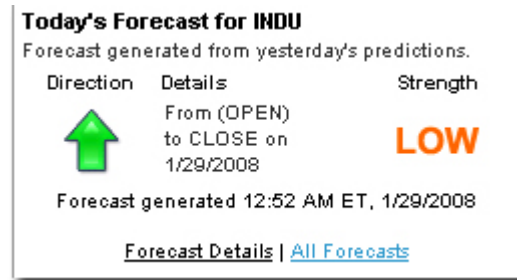 Today's Forecast for INDU
Forecast generated from yesterday's predictions.
Direction Details Strength
From (OPEN)
to CLOSE on
1/29/2008
LOW
Forecast generated 12:52 AM ET, 1/29/2008
Forecast Details | All Forecasts